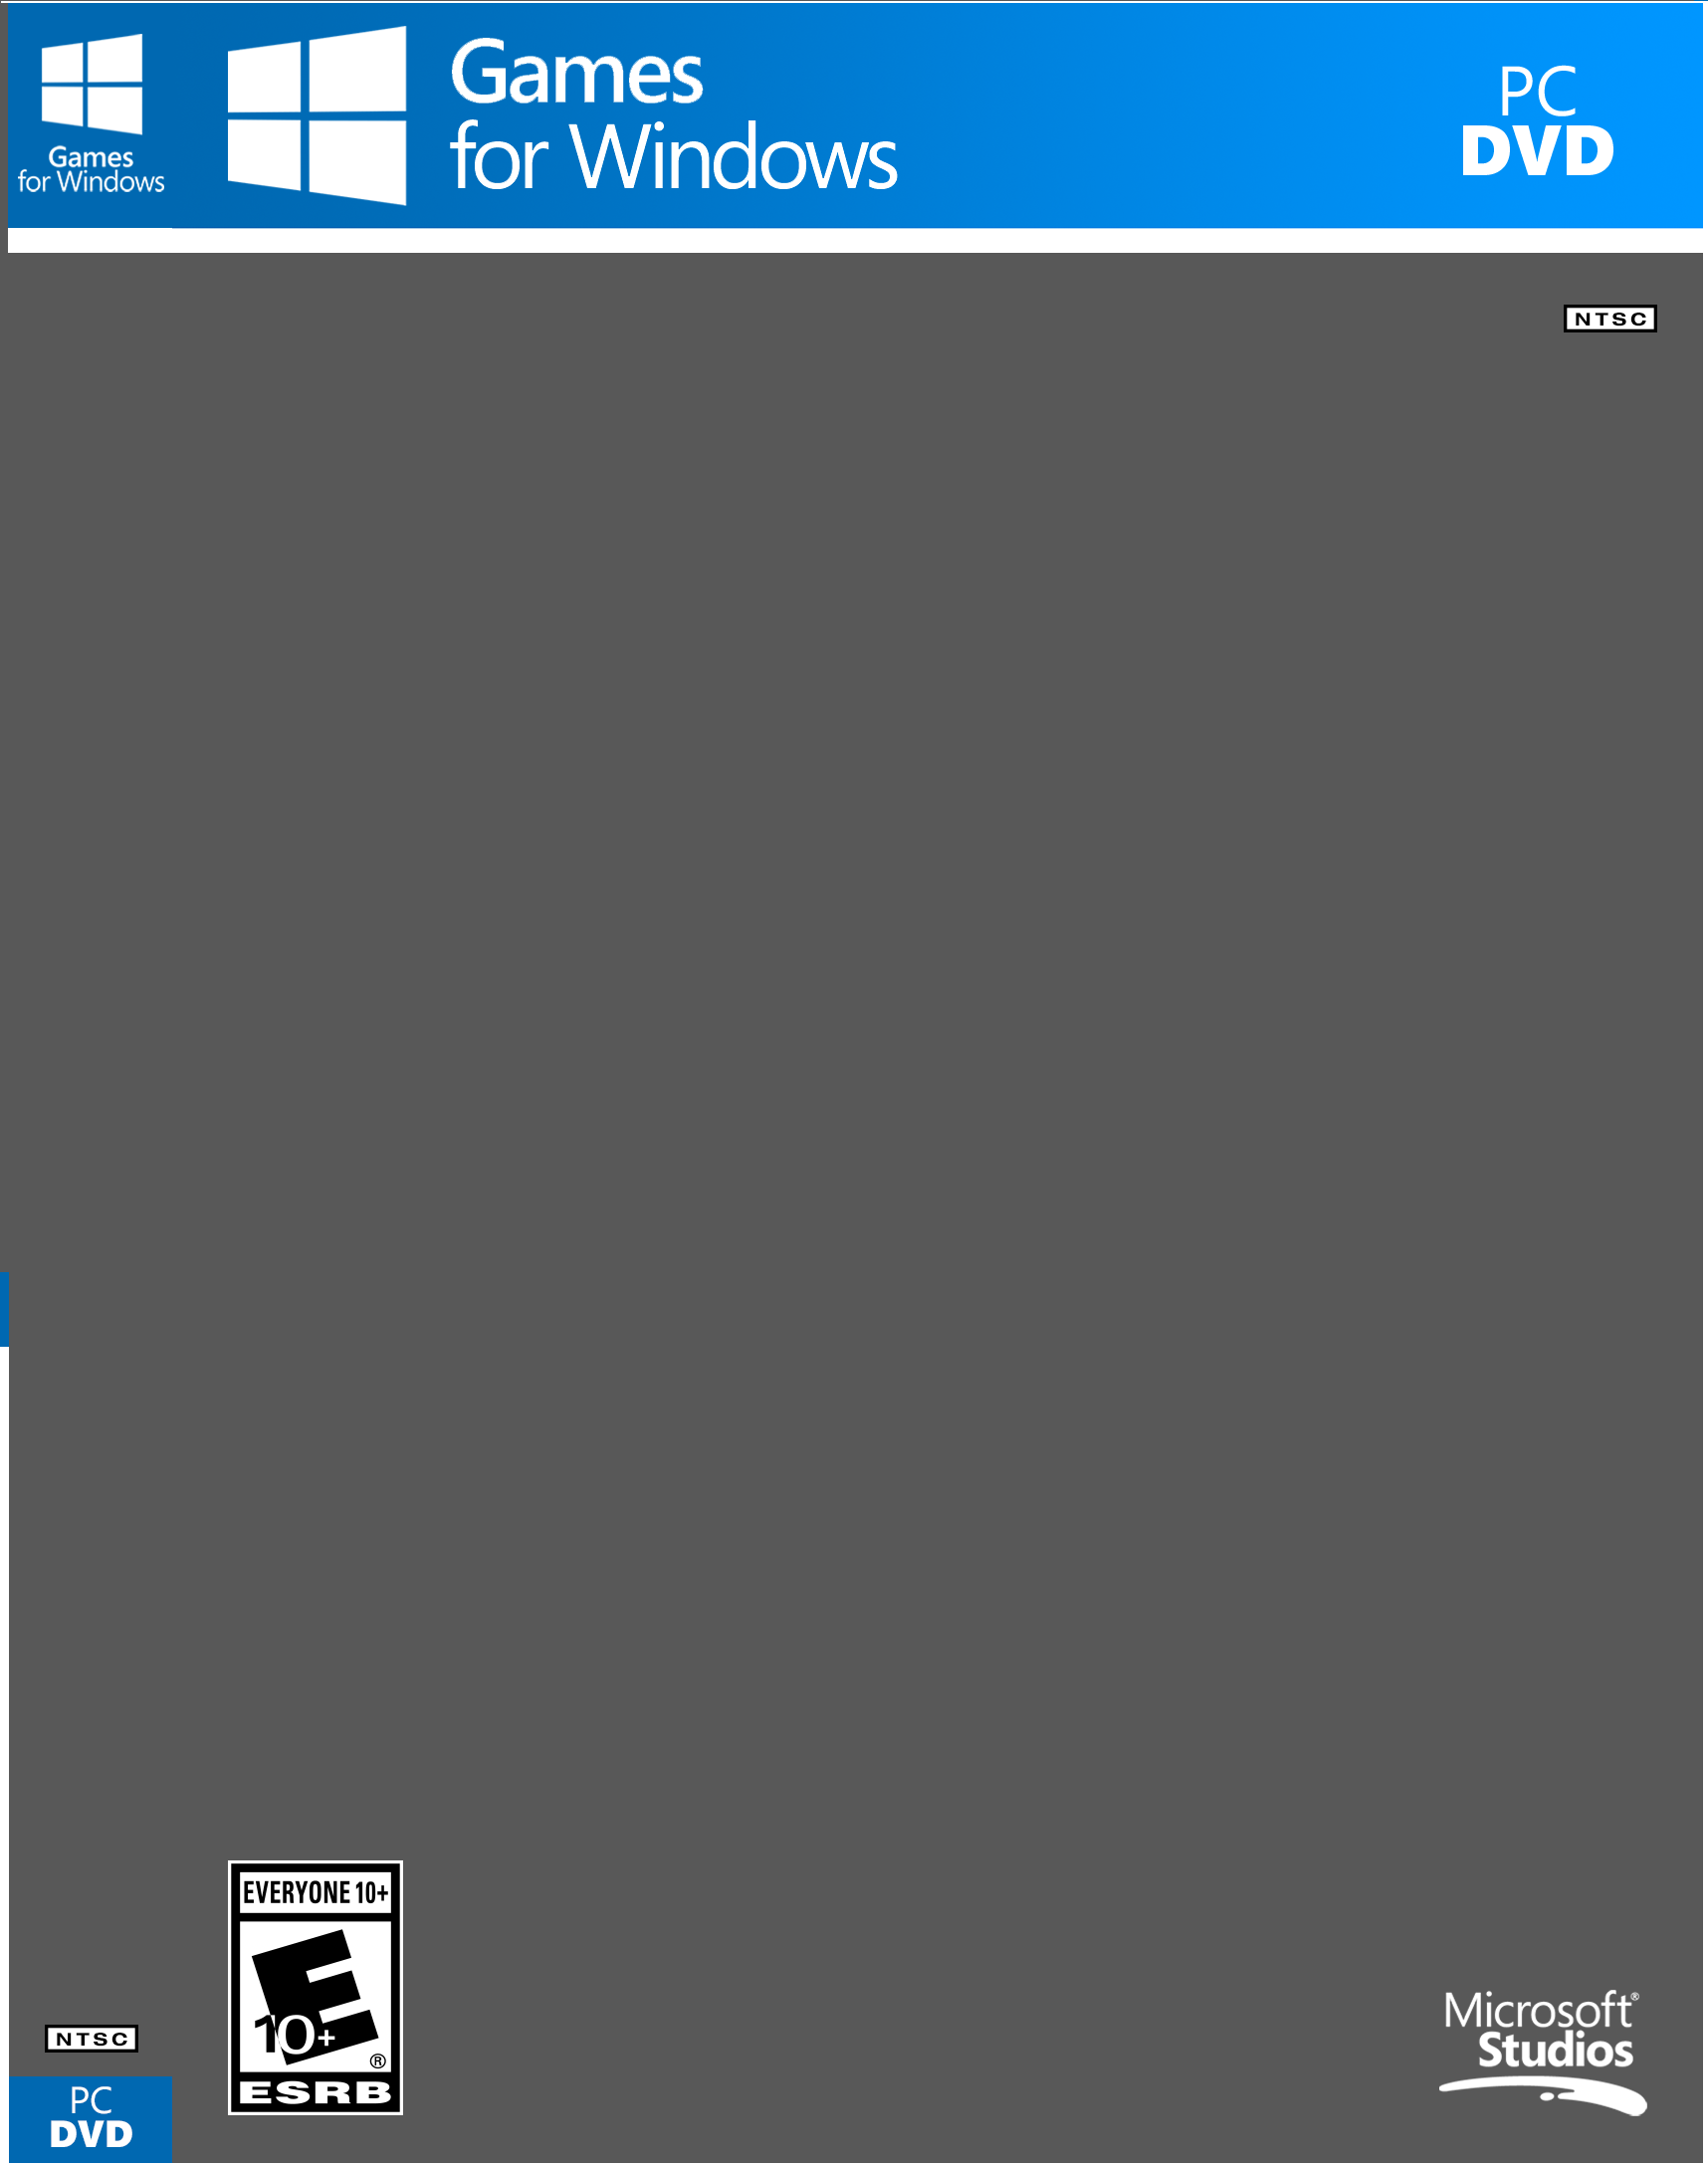 Games
for Windows
Games
for Windows
PC
DVD
NTSC
EVERYONE 10+
E
10+
®
ESRB
NTSC
PC
DVD
Microsoft®
Studios